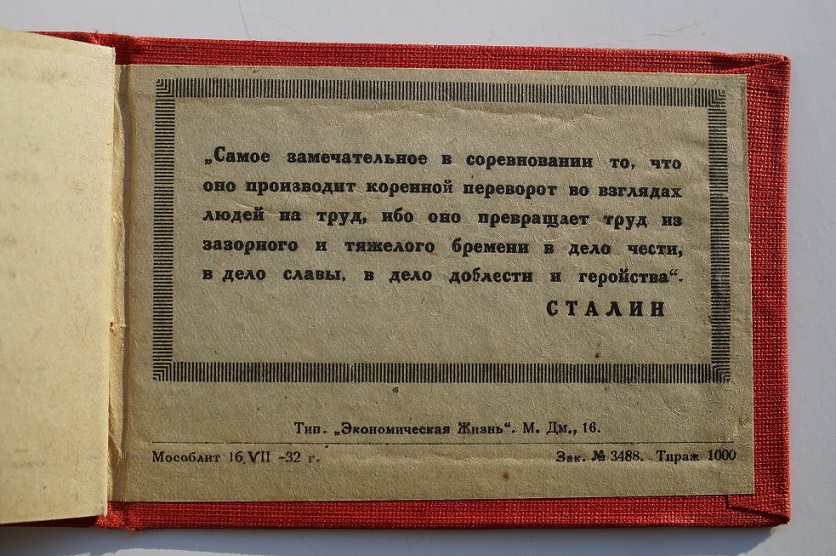 „Самое замечательное в соревновании то, что
оно производит коренной переворот во взглядах
людей на труд, ибо оно превращает труд из
зазорного и тяжелого бремени в дело чести,
в дело славы, в дело доблести и геройства“.
СТАЛИН
Тип. „Экономическая Жизнь“. М. Дм., 16.
Мособлит 16,VII -32 г.
Зак. № 3488. Тираж 1000